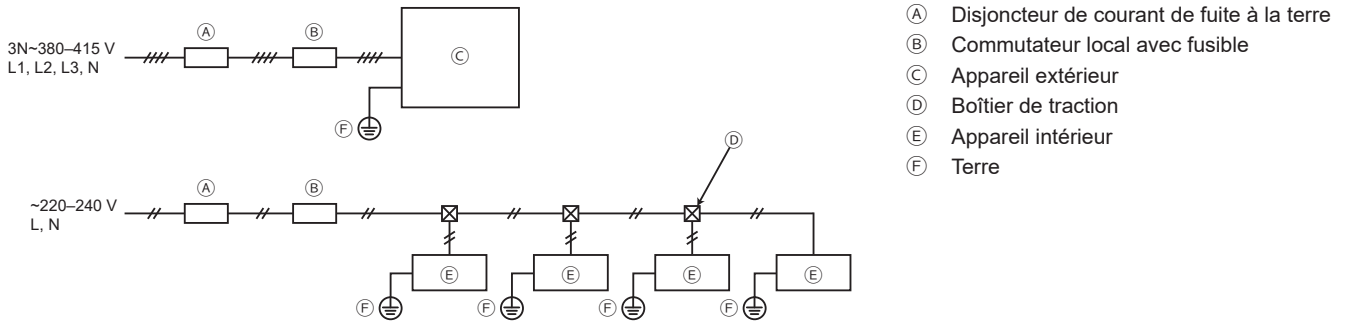 3N~380–415 V
L1, L2, L3, N
Ⓐ
Ⓑ
Ⓒ
Ⓕ
Ⓓ
~220–240 V
L, N
Ⓐ
Ⓑ
Ⓔ
Ⓔ
Ⓔ
Ⓔ
Ⓕ
Ⓕ
Ⓕ
Ⓕ
Ⓐ Disjoncteur de courant de fuite à la terre
Ⓑ Commutateur local avec fusible
Ⓒ Appareil extérieur
Ⓓ Boîtier de traction
Ⓔ Appareil intérieur
Ⓕ Terre